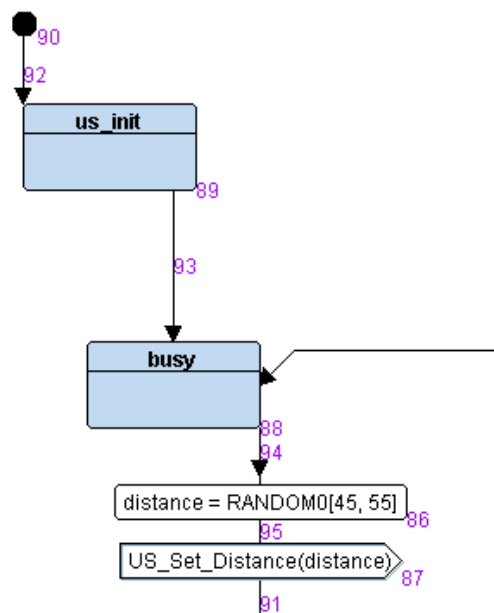 90
92
us_init
89
93
busy
88
94
distance = RANDOM0[45, 55]
86
95
US_Set_Distance(distance)
87
91